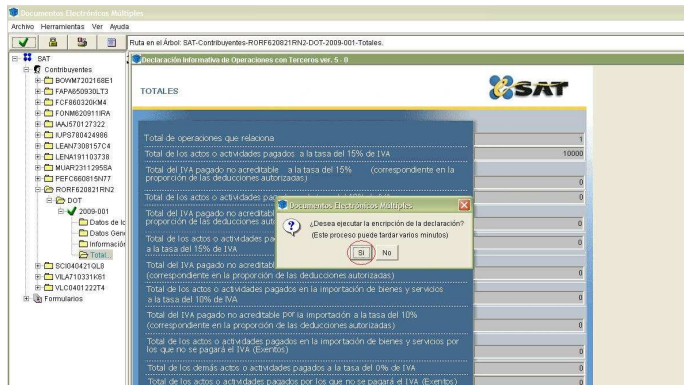 Documentos Electrónicos Múltiples
Archivo Herramientas Ver Ayuda
Ruta en el Árbol: SAT-Contribuyentes-RORF620821RN2-DOT-2009-001-Totales.
SAT
Contribuyentes
BOVM7202168E1
FAPA650930LT3
FCF860320KM4
FONM620911IRA
IAAJ570127322
IUPS780424986
LEAN7308157C4
LENA191103738
MUAR2311295SA
PEFC660815N77
RORF620821RN2
DOT
2009-001
Datos de Ic
Datos Gene
Información
Total...
SCI040421QL8
VILA710331K61
VLC0401222T4
Formularios
Declaración Informativa de Operaciones con Terceros ver. 5 - 0
TOTALES
SAT
Total de operaciones que relaciona 1
Total de los actos o actividades pagados a la tasa del 15% de IVA 10000
Total del IVA pagado no acreditable a la tasa del 15% (correspondiente en la
proporción de las deducciones autorizadas) 0
Total de los actos o actividades pa 0
Total del IVA pagado no acreditabl
proporción de las deducciones aut
Total de los actos o actividades pa
a la tasa del 15% de IVA
Total del IVA pagado no acreditabl
(correspondiente en la proporción de las deducciones autorizadas) 0
Total de los actos o actividades pagados en la importación de bienes y servicios
a la tasa del 10% de IVA 0
Total del IVA pagado no acreditable por la importación a la tasa del 10%
(correspondiente en la proporción de las deducciones autorizadas) 0
Total de los actos o actividades pagados en la importación de bienes y servicios por
los que no se pagará el IVA (Exentos) 0
Total de los demás actos o actividades pagados a la tasa del 0% de IVA 0
Total de los actos o actividades pagados por los que no se pagará el IVA (Exentos) 0
Documentos Electrónicos Múltiples
¿Desea ejecutar la encripción de la declaración?
(Este proceso puede tardar varios minutos)
Sí No